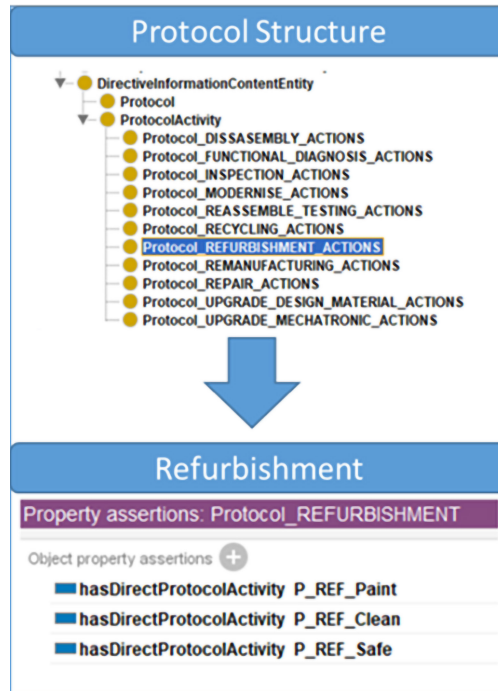 Protocol Structure
DirectiveInformationContentEntity
Protocol
ProtocolActivity
Protocol_DISSASEMBLY_ACTIONS
Protocol_FUNCTIONAL_DIAGNOSIS_ACTIONS
Protocol_INSPECTION_ACTIONS
Protocol_MODERNISE_ACTIONS
Protocol_REASSEMBLE_TESTING_ACTIONS
Protocol_RECYCLING_ACTIONS
Protocol_REFURBISHMENT_ACTIONS
Protocol_REMANUFACTURING_ACTIONS
Protocol_REPAIR_ACTIONS
Protocol_UPGRADE_DESIGN_MATERIAL_ACTIONS
Protocol_UPGRADE_MECHATRONIC_ACTIONS
Refurbishment
Property assertions: Protocol_REFURBISHMENT
Object property assertions
hasDirectProtocolActivity P_REF_Paint
hasDirectProtocolActivity P_REF_Clean
hasDirectProtocolActivity P_REF_Safe